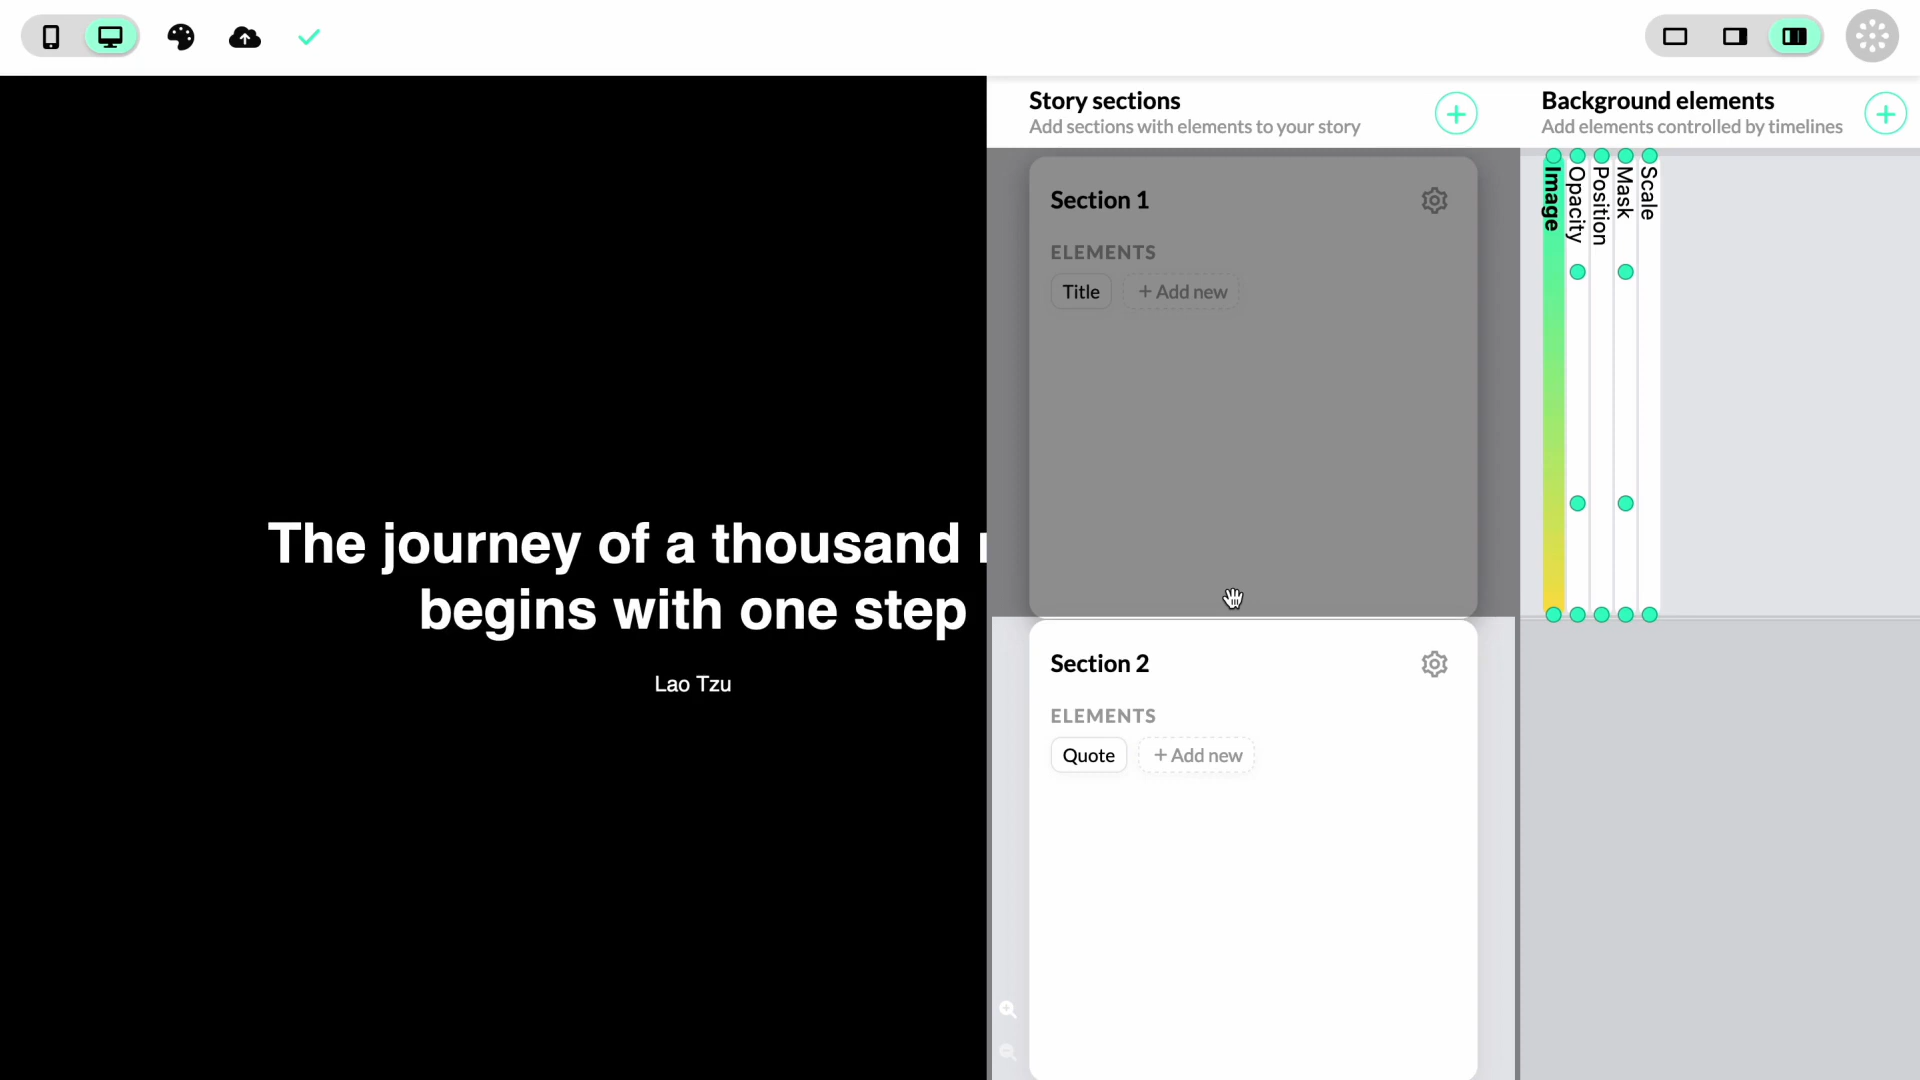 Story sections
Add sections with elements to your story
Background elements
Add elements controlled by timelines
Section 1
ELEMENTS
Title
+ Add new
Image
Opacity
Position
Mask
Scale
The journey of a thousand
begins with one step
Lao Tzu
Section 2
ELEMENTS
Quote
+ Add new